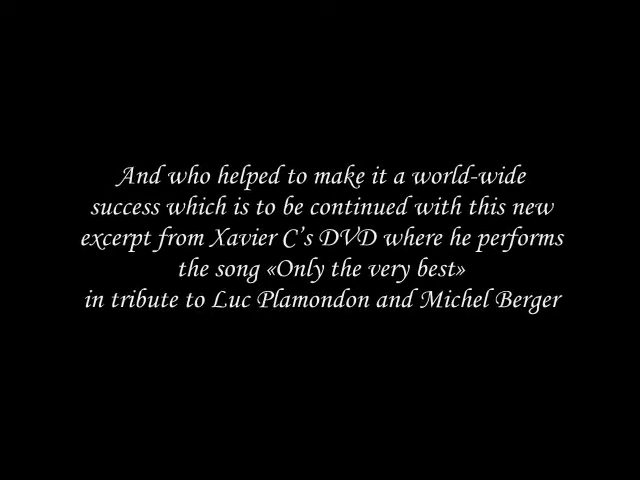 And who helped to make it a world-wide
success which is to be continued with this new
excerpt from Xavier C's DVD where he performs
the song «Only the very best»
in tribute to Luc Plamondon and Michel Berger